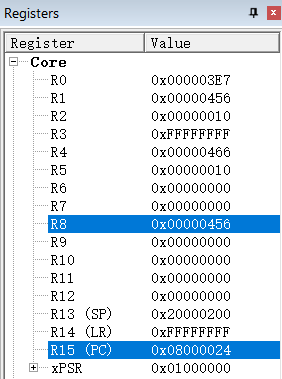 Registers
Register Value
Core
R0 0x000003E7
R1 0x00000456
R2 0x00000010
R3 0xFFFFFFFF
R4 0x00000466
R5 0x00000010
R6 0x00000000
R7 0x00000000
R8 0x00000456
R9 0x00000000
R10 0x00000000
R11 0x00000000
R12 0x00000000
R13 (SP) 0x20000200
R14 (LR) 0xFFFFFFFF
R15 (PC) 0x08000024
xPSR 0x01000000